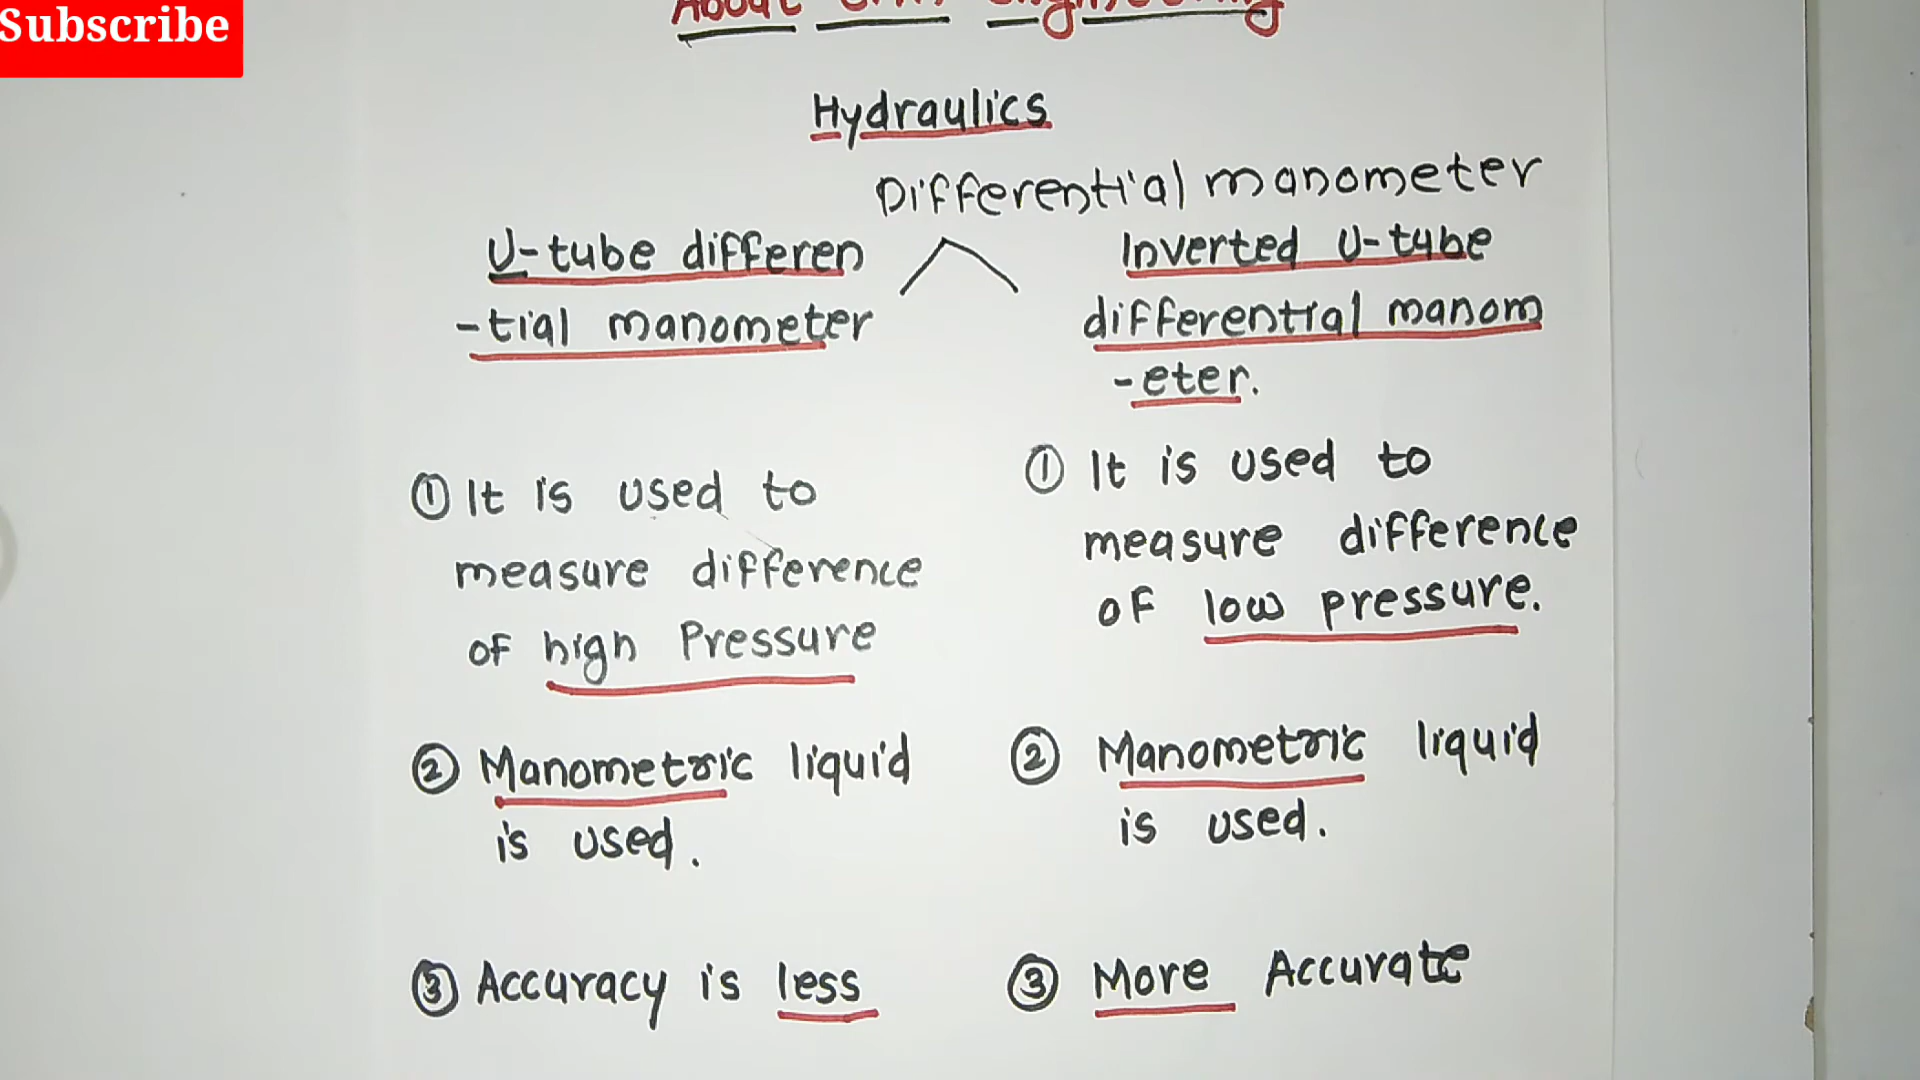 Subscribe
About Engineering
Hydraulics
Differential manometer
U-tube differen
-tial manometer
Inverted U-tube
differential manom
-eter.
① It is used to
measure difference
of high Pressure
② Manometric liquid
is used.
③ Accuracy is less
① It is used to
measure difference
of low pressure.
② Manometric liquid
is used.
③ More Accurate